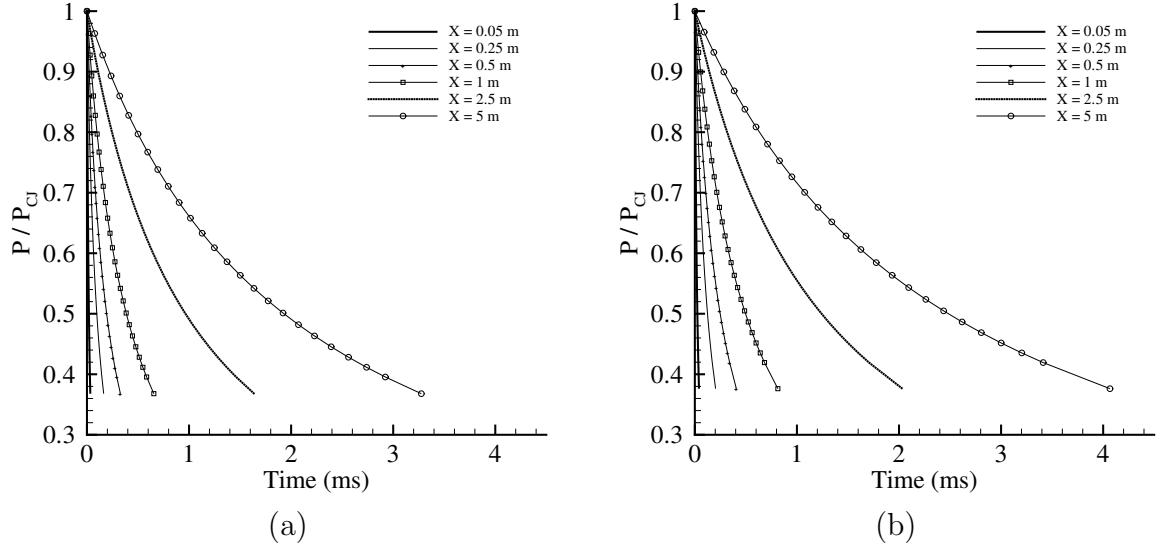 P / P_CJ
1
0.9
0.8
0.7
0.6
0.5
0.4
0.3
0 1 2 3 4
Time (ms)
X = 0.05 m
X = 0.25 m
X = 0.5 m
X = 1 m
X = 2.5 m
X = 5 m
(a)
P / P_CJ
1
0.9
0.8
0.7
0.6
0.5
0.4
0.3
0 1 2 3 4
Time (ms)
X = 0.05 m
X = 0.25 m
X = 0.5 m
X = 1 m
X = 2.5 m
X = 5 m
(b)